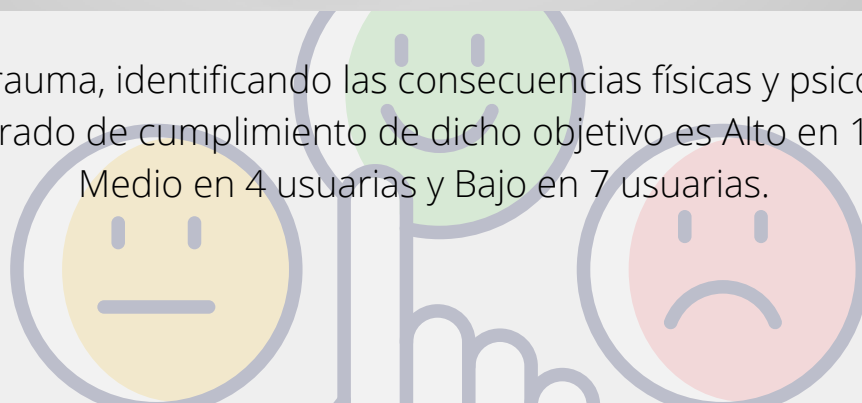 rauma, identificando las consecuencias físicas y psico
rado de cumplimiento de dicho objetivo es Alto en 1
Medio en 4 usuarias y Bajo en 7 usuarias.